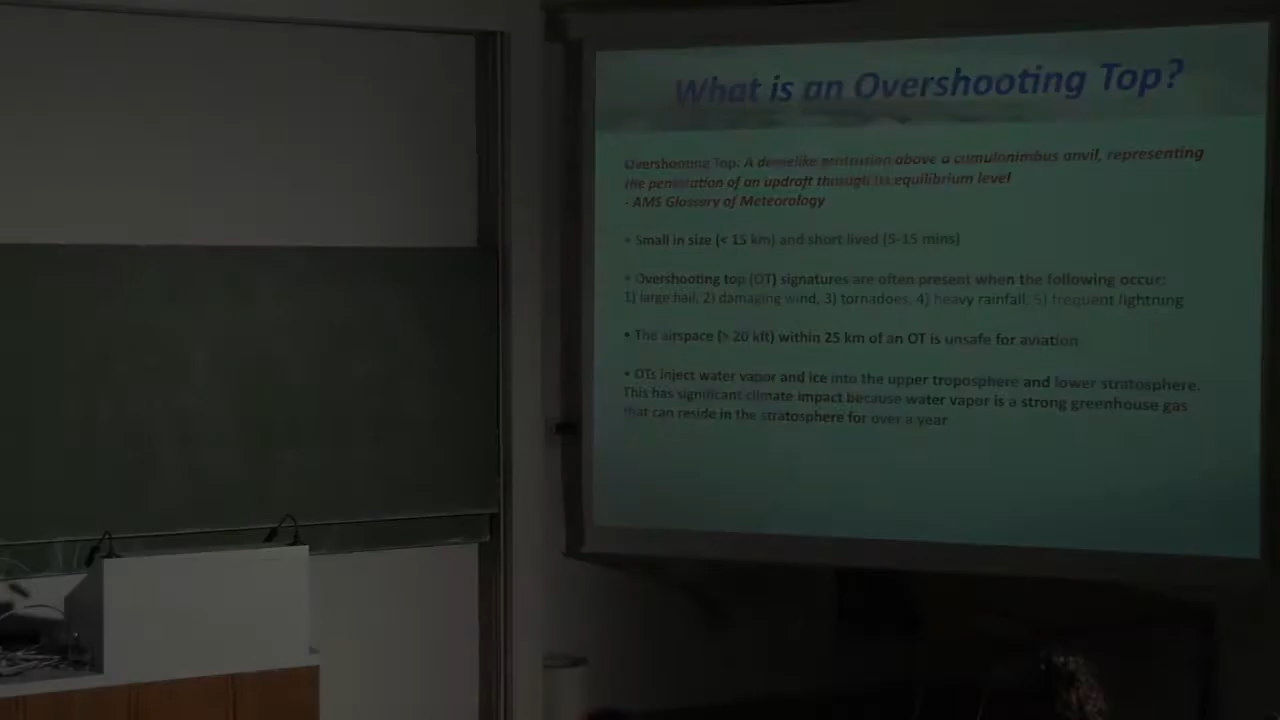 What is an Overshooting Top?
Overshooting Top: A domelike protrusion above a cumulonimbus anvil, representing
the penetration of an updraft through its equilibrium level
- AMS Glossary of Meteorology
• Small in size (< 15 km) and short lived (5-15 mins)
• Overshooting top (OT) signatures are often present when the following occur:
1) large hail, 2) damaging wind, 3) tornadoes, 4) heavy rainfall, 5) frequent lightning
• The airspace (> 20 kft) within 25 km of an OT is unsafe for aviation
• OTs inject water vapor and ice into the upper troposphere and lower stratosphere.
This has significant climate impact because water vapor is a strong greenhouse gas
that can reside in the stratosphere for over a year